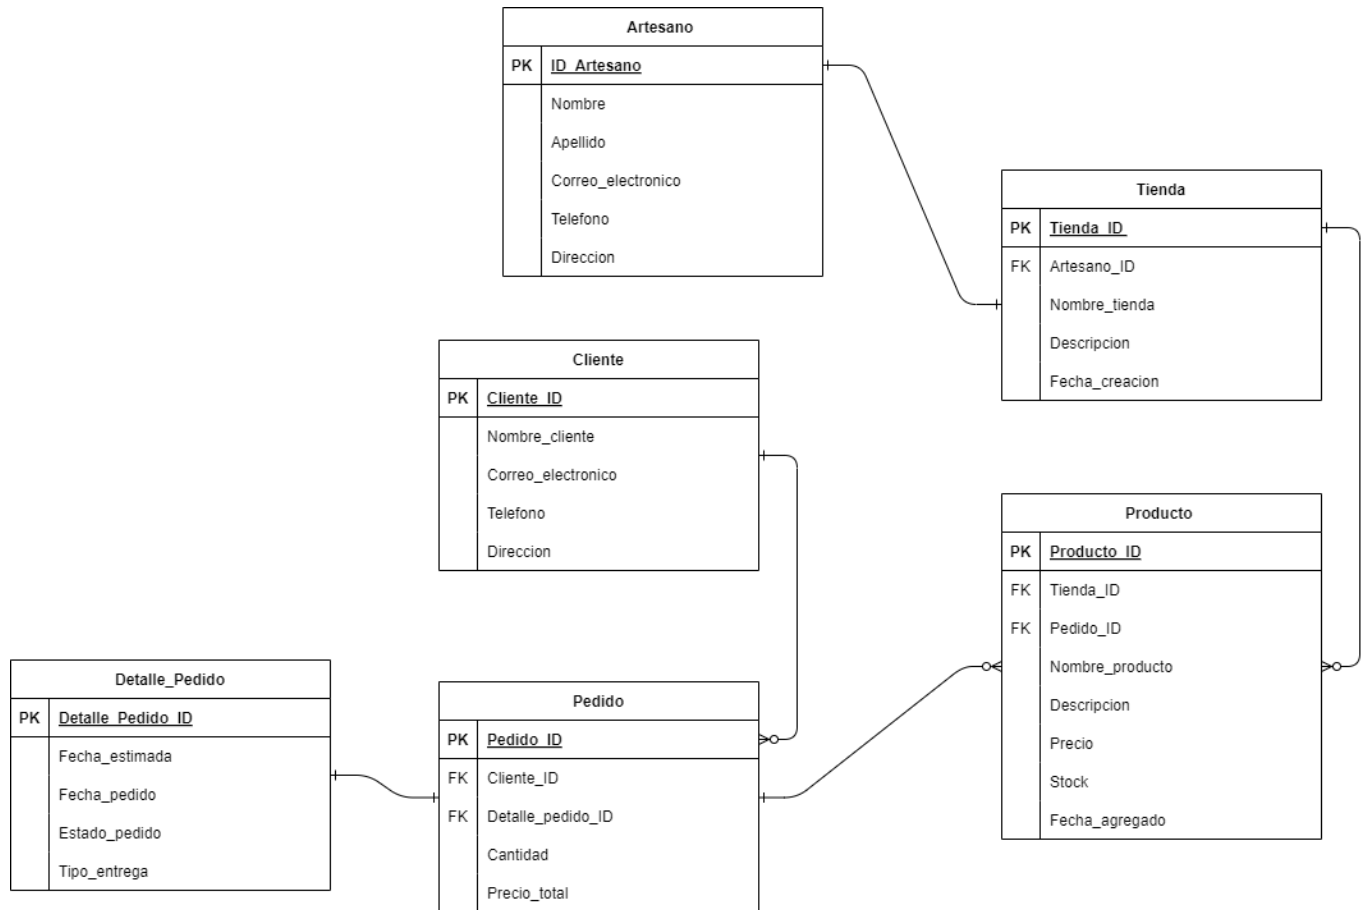 Artesano
PK ID_Artesano
Nombre
Apellido
Correo_electronico
Telefono
Direccion
Tienda
PK Tienda_ID
FK Artesano_ID
Nombre_tienda
Descripcion
Fecha_creacion
Cliente
PK Cliente_ID
Nombre_cliente
Correo_electronico
Telefono
Direccion
Producto
PK Producto_ID
FK Tienda_ID
FK Pedido_ID
Nombre_producto
Descripcion
Precio
Stock
Fecha_agregado
Detalle_Pedido
PK Detalle_Pedido_ID
Fecha_estimada
Fecha_pedido
Estado_pedido
Tipo_entrega
Pedido
PK Pedido_ID
FK Cliente_ID
FK Detalle_pedido_ID
Cantidad
Precio_total